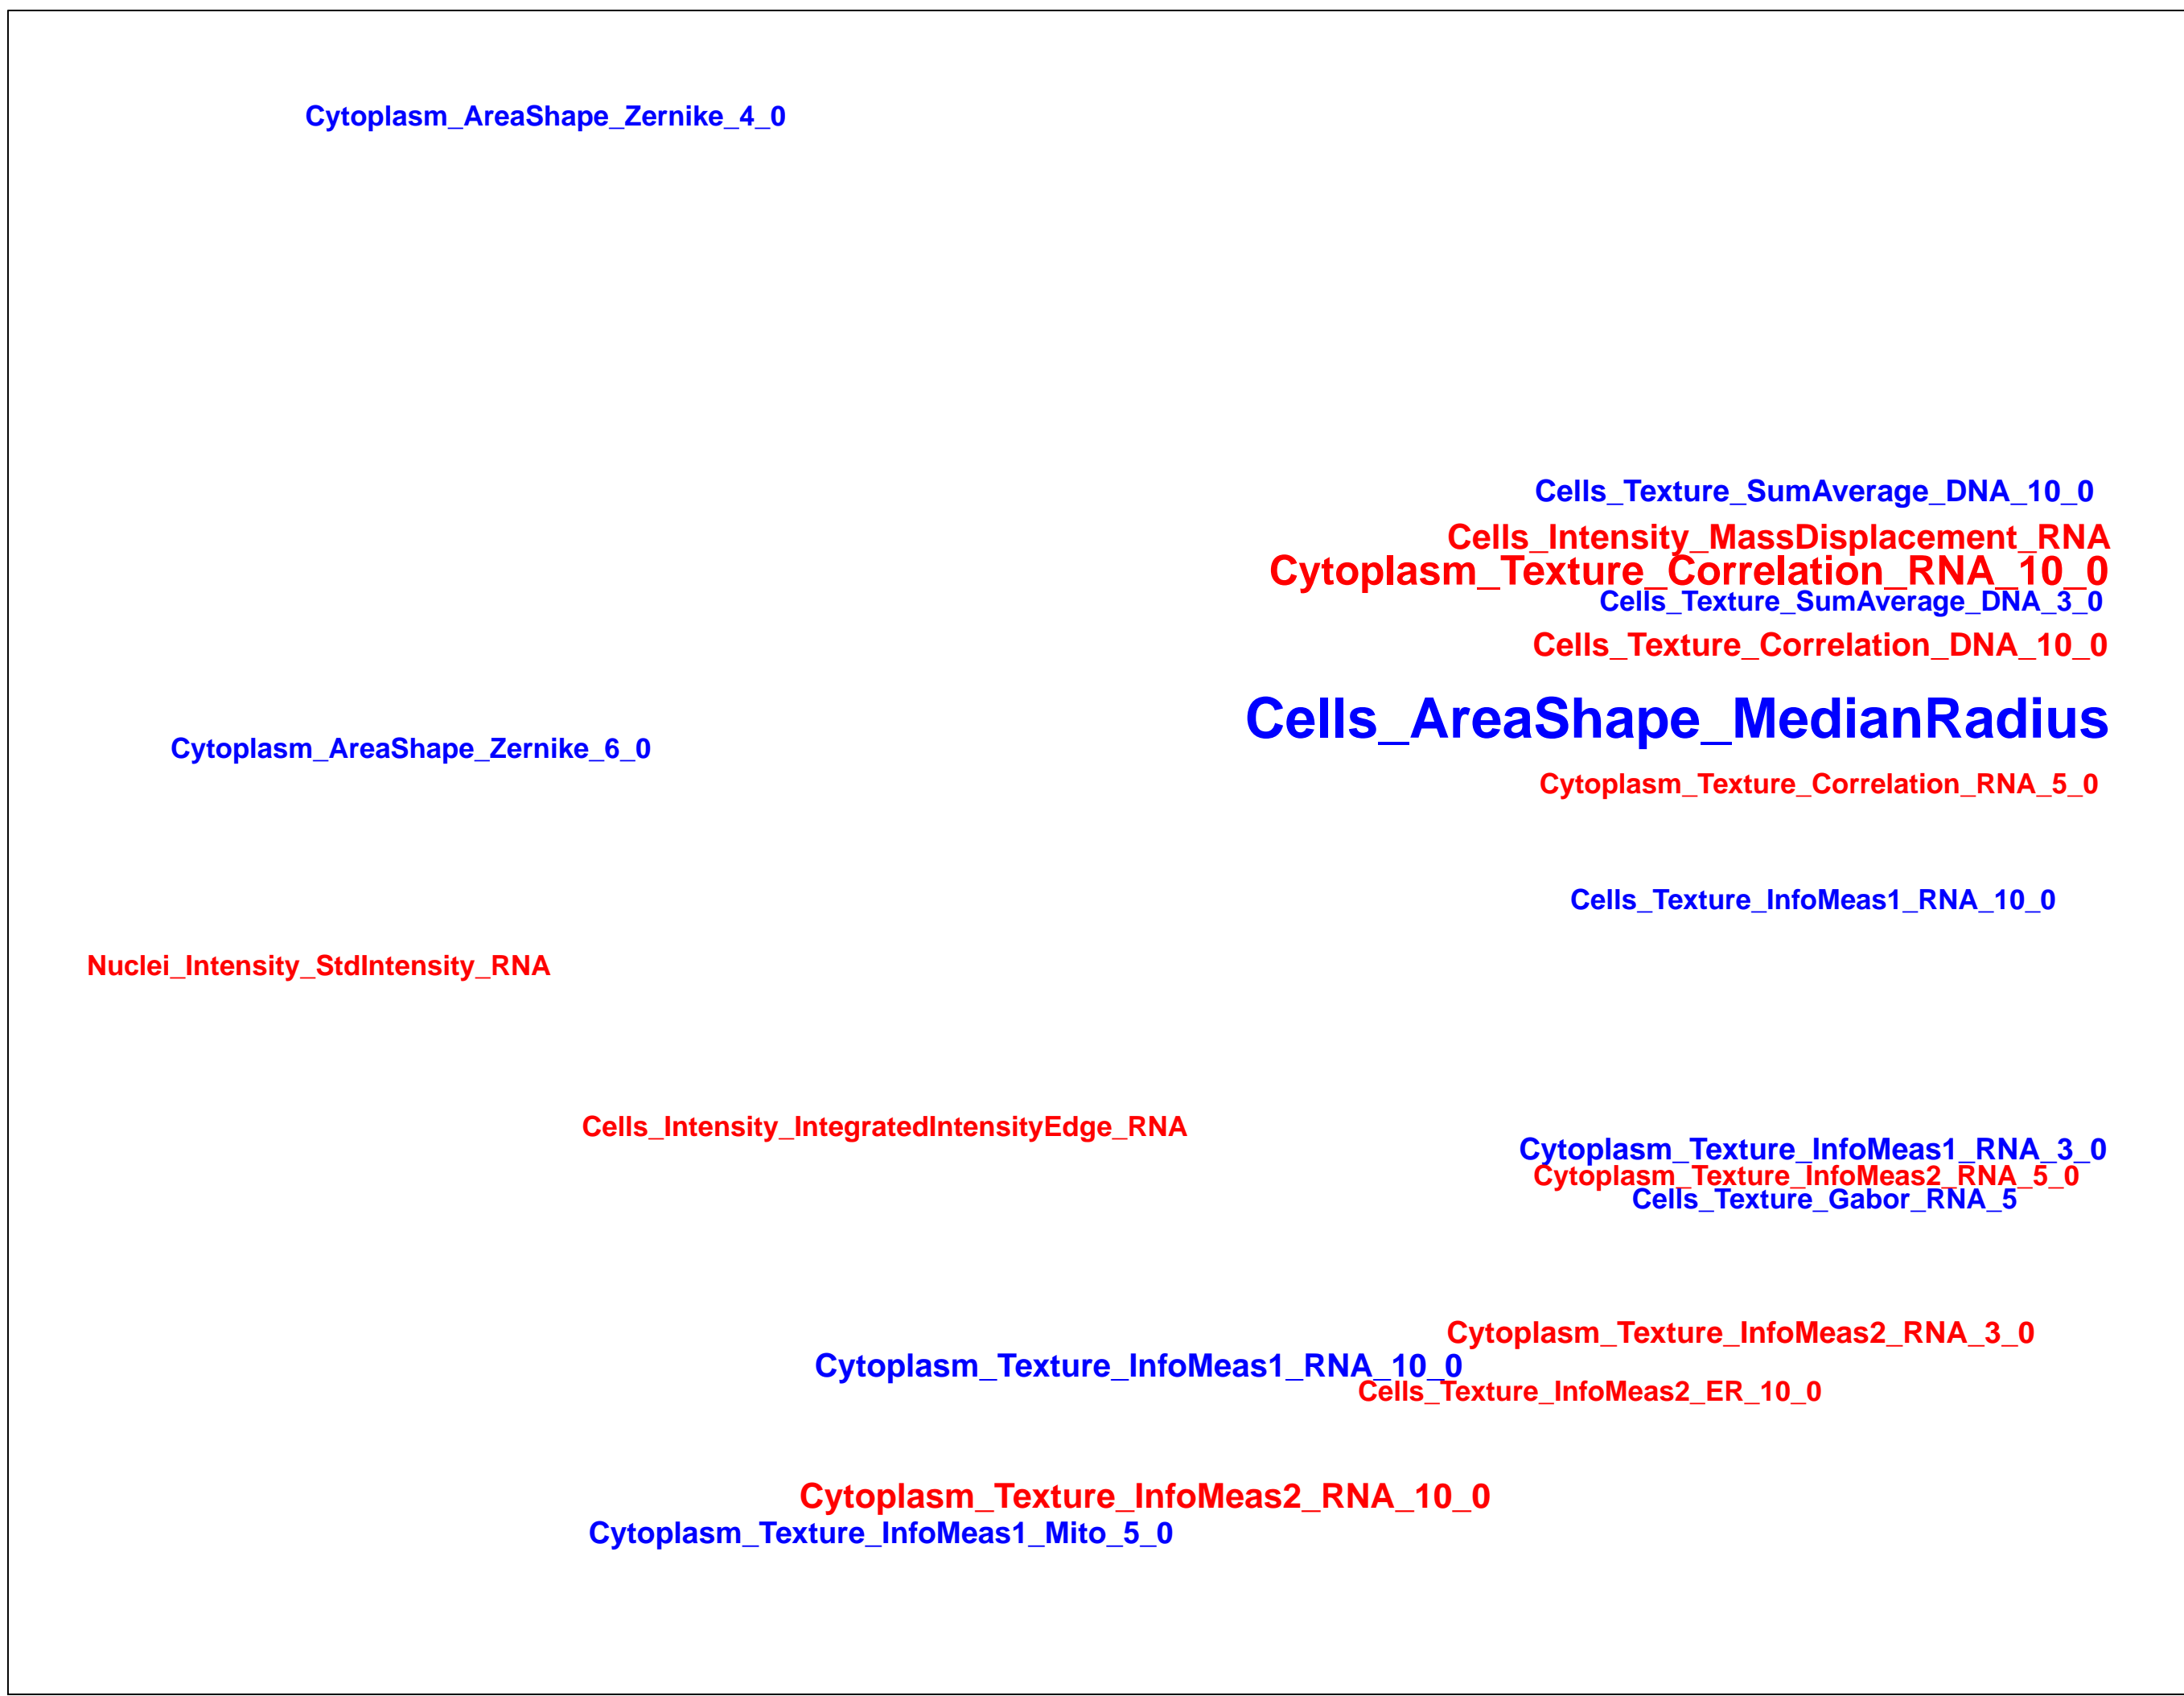 Cytoplasm_AreaShape_Zernike_4_0
Cells_Texture_SumAverage_DNA_10_0
Cells_Intensity_MassDisplacement_RNA
Cytoplasm_Texture_Correlation_RNA_10_0
Cells_Texture_SumAverage_DNA_3_0
Cells_Texture_Correlation_DNA_10_0
Cells_AreaShape_MedianRadius
Cytoplasm_AreaShape_Zernike_6_0
Cytoplasm_Texture_Correlation_RNA_5_0
Cells_Texture_InfoMeas1_RNA_10_0
Nuclei_Intensity_StdIntensity_RNA
Cells_Intensity_IntegratedIntensityEdge_RNA
Cytoplasm_Texture_InfoMeas1_RNA_3_0
Cytoplasm_Texture_InfoMeas2_RNA_5_0
Cells_Texture_Gabor_RNA_5
Cytoplasm_Texture_InfoMeas2_RNA_3_0
Cytoplasm_Texture_InfoMeas1_RNA_10_0
Cells_Texture_InfoMeas2_ER_10_0
Cytoplasm_Texture_InfoMeas2_RNA_10_0
Cytoplasm_Texture_InfoMeas1_Mito_5_0